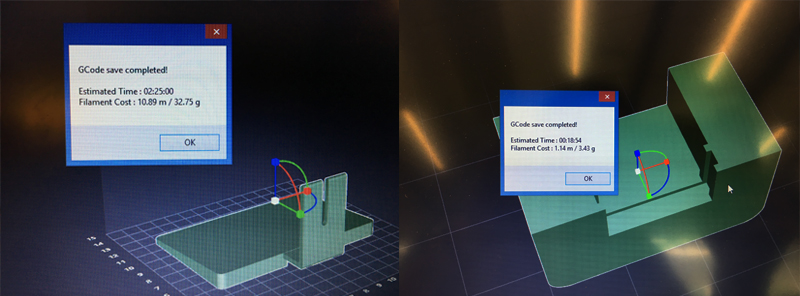 GCode save completed!
Estimated Time : 02:25:00
Filament Cost : 10.89 m / 32.75 g
OK
GCode save completed!
Estimated Time : 00:18:54
Filament Cost : 1.14 m / 3.43 g
OK